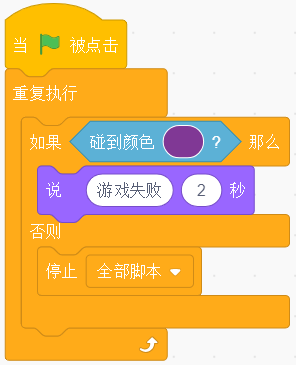 当 被点击
重复执行
如果 碰到颜色 ? 那么
说 游戏失败 2 秒
否则
停止 全部脚本